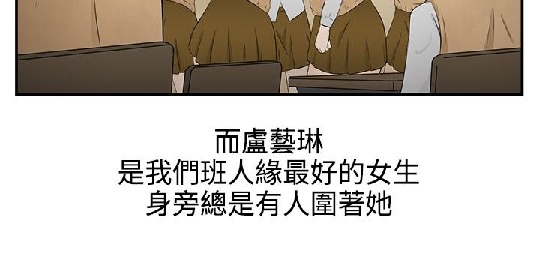 而盧藝琳
是我們班人緣最好的女生
身旁總是有人圍著她